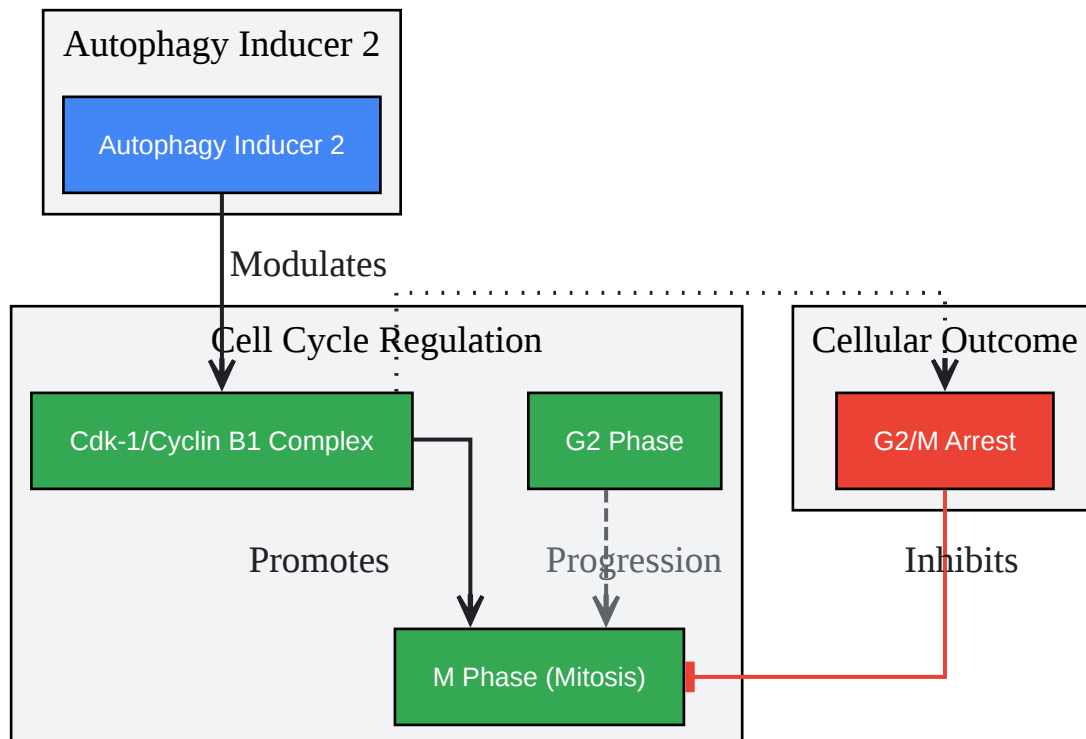 Autophagy Inducer 2
Autophagy Inducer 2
Modulates
Cell Cycle Regulation
Cellular Outcome
Cdk-1/Cyclin B1 Complex
G2 Phase
G2/M Arrest
Promotes
Progression
Inhibits
M Phase (Mitosis)